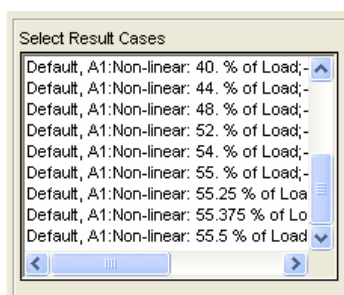 Select Result Cases
Default, A1:Non-linear: 40. % of Load;-
Default, A1:Non-linear: 44. % of Load;-
Default, A1:Non-linear: 48. % of Load;-
Default, A1:Non-linear: 52. % of Load;-
Default, A1:Non-linear: 54. % of Load;-
Default, A1:Non-linear: 55. % of Load;-
Default, A1:Non-linear: 55.25 % of Loa
Default, A1:Non-linear: 55.375 % of Lo
Default, A1:Non-linear: 55.5 % of Load